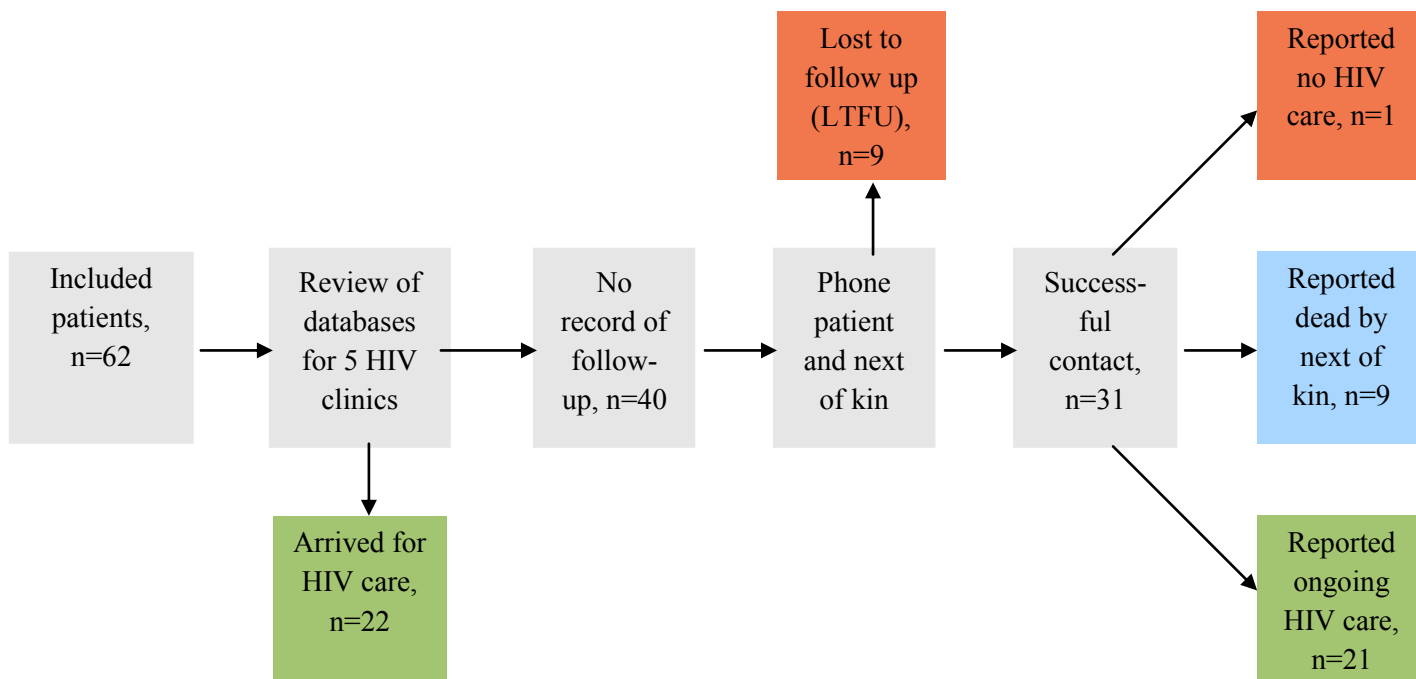 Lost to
follow up
(LTFU),
n=9
Reported
no HIV
care, n=1
Included
patients,
n=62
Review of
databases
for 5 HIV
clinics
No
record of
follow-
up, n=40
Phone
patient
and next
of kin
Success-
ful
contact,
n=31
Reported
dead by
next of
kin, n=9
Arrived for
HIV care,
n=22
Reported
ongoing
HIV care,
n=21